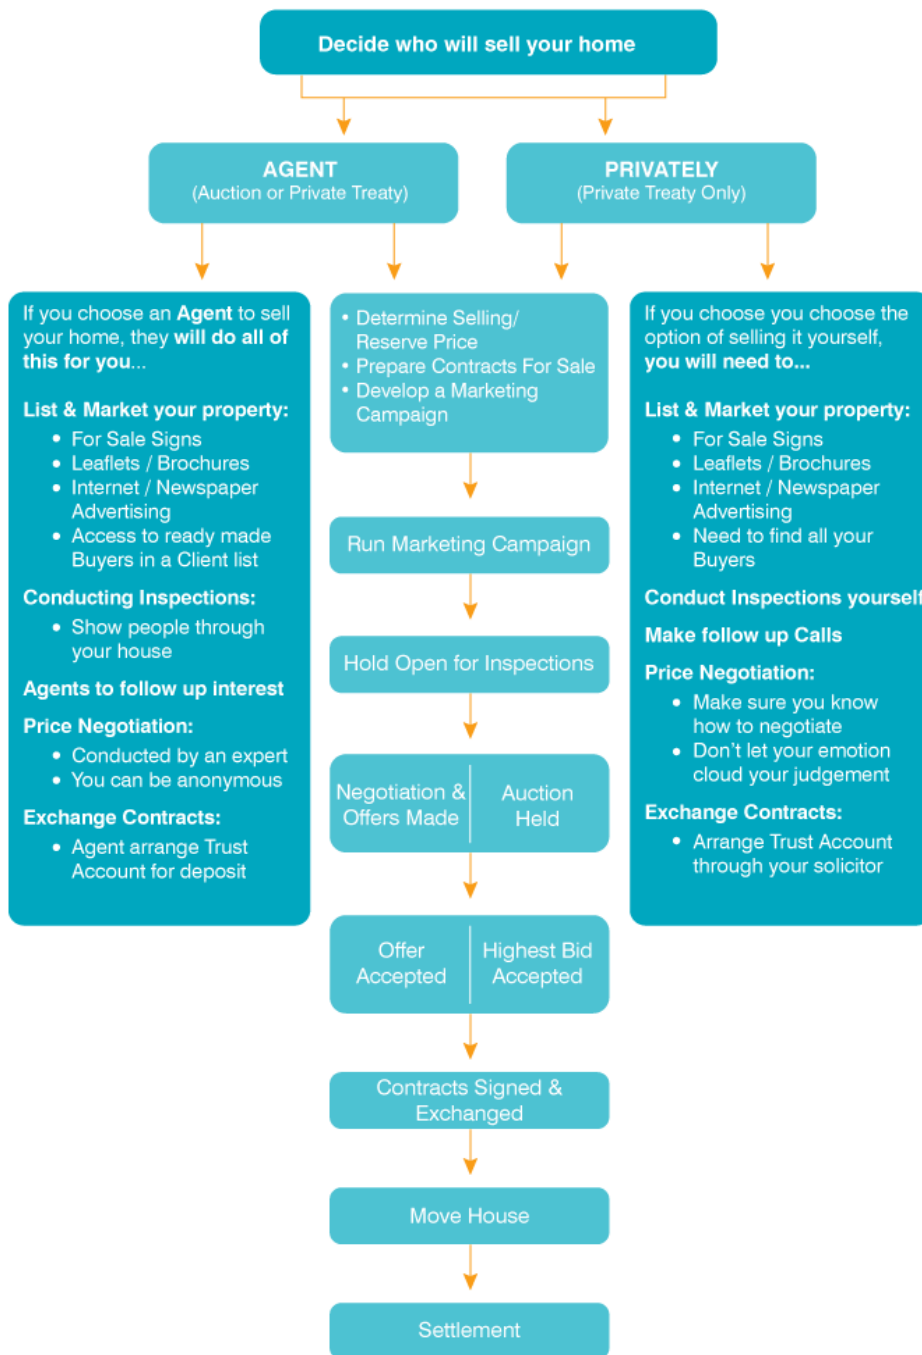 Decide who will sell your home
AGENT
(Auction or Private Treaty)
PRIVATELY
(Private Treaty Only)
If you choose an Agent to sell
your home, they will do all of
this for you...
List & Market your property:
• For Sale Signs
• Leaflets / Brochures
• Internet / Newspaper
Advertising
• Access to ready made
Buyers in a Client list
Conducting Inspections:
• Show people through
your house
Agents to follow up interest
Price Negotiation:
• Conducted by an expert
• You can be anonymous
Exchange Contracts:
• Agent arrange Trust
Account for deposit
• Determine Selling/
Reserve Price
• Prepare Contracts For Sale
• Develop a Marketing
Campaign
Run Marketing Campaign
Hold Open for Inspections
Negotiation &
Offers Made
Auction
Held
Offer
Accepted
Highest Bid
Accepted
Contracts Signed &
Exchanged
Move House
Settlement
If you choose you choose the
option of selling it yourself,
you will need to...
List & Market your property:
• For Sale Signs
• Leaflets / Brochures
• Internet / Newspaper
Advertising
• Need to find all your
Buyers
Conduct Inspections yourself
Make follow up Calls
Price Negotiation:
• Make sure you know
how to negotiate
• Don't let your emotion
cloud your judgement
Exchange Contracts:
• Arrange Trust Account
through your solicitor